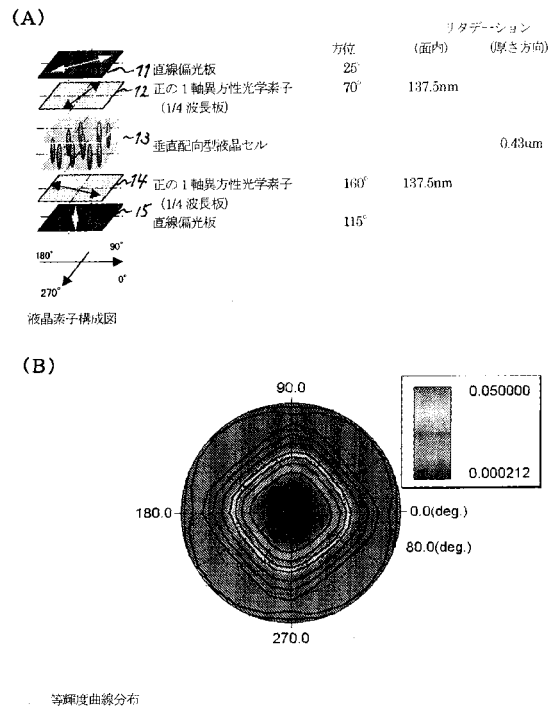 (A)
リタデーション
方位 (面内) (厚さ方向)
11 直線偏光板 25°
12 正の1軸異方性光学素子 70° 137.5nm
(1/4 波長板)
13 垂直配向型液晶セル 0.43um
14 正の1軸異方性光学素子 160° 137.5nm
(1/4 波長板)
15 直線偏光板 115°
90°
180°
0°
270°
液晶素子構成図
(B)
90.0
0.050000
0.000212
180.0
0.0(deg.)
80.0(deg.)
270.0
等輝度曲線分布